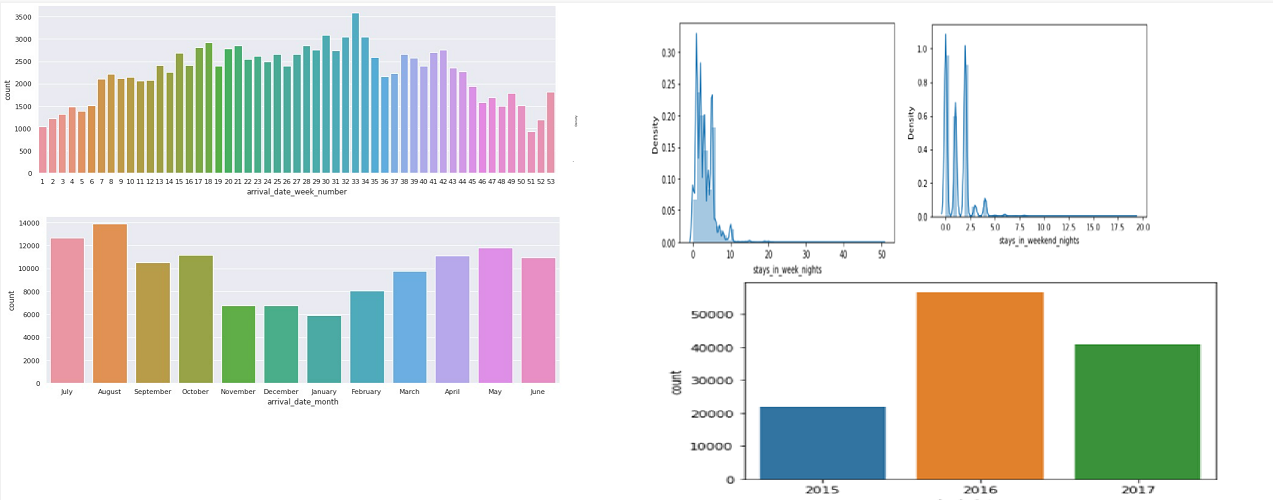 3500
3000
2500
2000
1500
1000
500
0
count
1 2 3 4 5 6 7 8 9 10 11 12 13 14 15 16 17 18 19 20 21 22 23 24 25 26 27 28 29 30 31 32 33 34 35 36 37 38 39 40 41 42 43 44 45 46 47 48 49 50 51 52 53
arrival_date_week_number
14000
12000
10000
8000
6000
4000
2000
0
count
July August September October November December January February March April May June
arrival_date_month
0.30
0.25
0.20
0.15
0.10
0.05
0.00
Density
0 10 20 30 40 50
stays_in_week_nights
1.0
0.8
0.6
0.4
0.2
0.0
Density
0.0 2.5 5.0 7.5 10.0 12.5 15.0 17.5 20.0
stays_in_weekend_nights
50000
40000
30000
20000
10000
0
count
2015 2016 2017